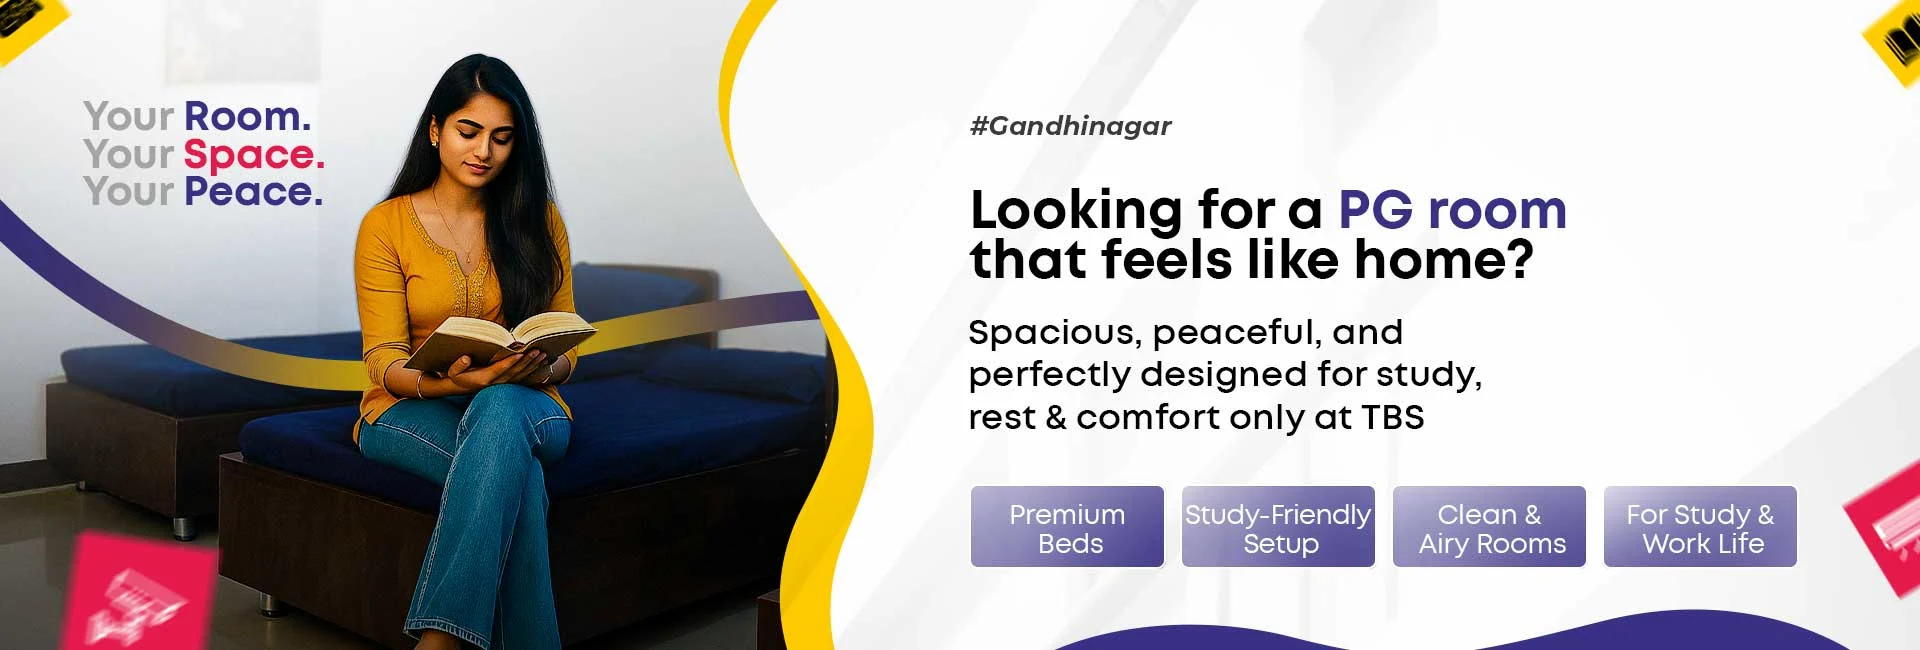 Your Room.
Your Space.
Your Peace.
#Gandhinagar
Looking for a PG room
that feels like home?
Spacious, peaceful, and
perfectly designed for study,
rest & comfort only at TBS
Premium
Beds
Study-Friendly
Setup
Clean &
Airy Rooms
For Study &
Work Life